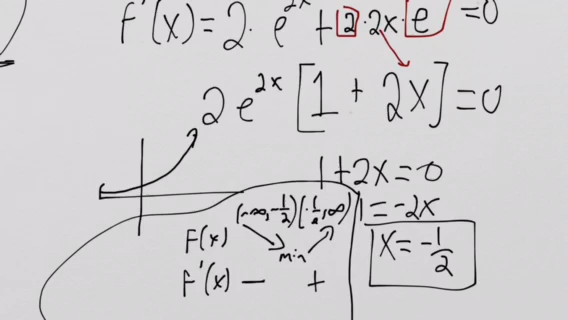 f'(x) = 2 · e^2x + 2 · 2x · e =0
2e^2x [1 + 2x] =0
1+2x=0
(-∞, -1/2) (-1/2, ∞) 1 = -2x
F(x) min x = -1/2
F'(x) − +